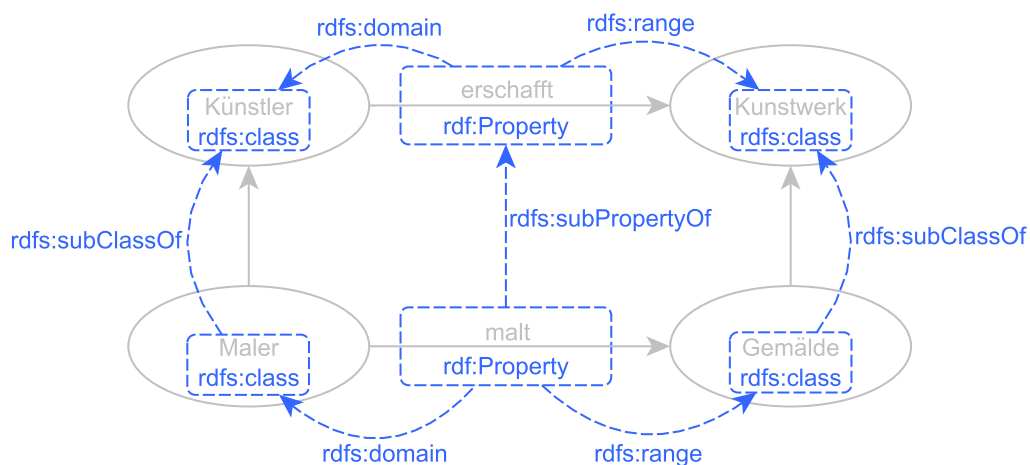 rdfs:domain
rdfs:range
Künstler
rdfs:class
erschafft
rdf:Property
Kunstwerk
rdfs:class
rdfs:subClassOf
rdfs:subPropertyOf
rdfs:subClassOf
Maler
rdfs:class
malt
rdf:Property
Gemälde
rdfs:class
rdfs:domain
rdfs:range